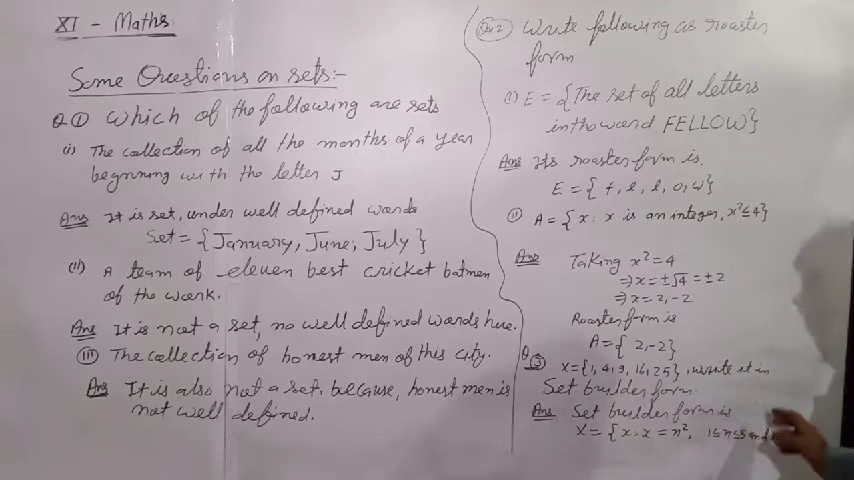 XI - Maths
Some Questions on sets:-
Q ① Which of the following are sets
(i) The collection of all the months of a year
beginning with the letter J
Ans It is set, under well defined words
Set = {January, June, July}
(ii) A team of eleven best cricket batmen
of the work.
Ans It is not a set, no well defined words here.
(iii) The collection of honest men of this city.
Ans It is also not a set, because, honest men is
not well defined.
Qu 2 Write following as roaster
form
(i) E = {The set of all letters
in the word FELLOW}
Ans Its roaster form is.
E = {f, e, l, o, w}
(ii) A = {x : x is an integer, x² ≤ 4}
Ans Taking x² = 4
⇒ x = ±√4 = ±2
⇒ x = 2, -2
Roaster form is
A = {2, -2}
Q ③ X = {1, 4, 9, 16, 25}, write it in
Set builder form.
Ans Set builder form is
X = {x : x = n², 1 ≤ n ≤ 5 and